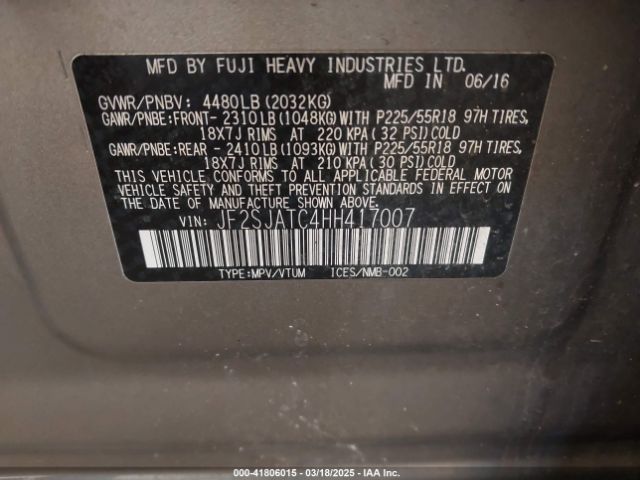 MFD BY FUJI HEAVY INDUSTRIES LTD.
MFD IN 06/16
GVWR/PNBV: 4480LB(2032KG)
GAWR/PNBE:FRONT- 2310LB(1048KG)WITH P225/55R18 97H TIRES,
18X7J RIMS AT 220 KPA(32 PSI)COLD
GAWR/PNBE:REAR - 2410LB(1093KG)WITH P225/55R18 97H TIRES,
18X7J RIMS AT 210 KPA(30 PSI)COLD
THIS VEHICLE CONFORMS TO ALL APPLICABLE FEDERAL MOTOR
VEHICLE SAFETY AND THEFT PREVENTION STANDARDS IN EFFECT ON
THE DATE OF MANUFACTURE SHOWN ABOVE.
VIN: JF2SJATC4HH417007
TYPE:MPV/VTUM ICES/NMB-002
000-41806015 — 03/18/2025 — IAA Inc.